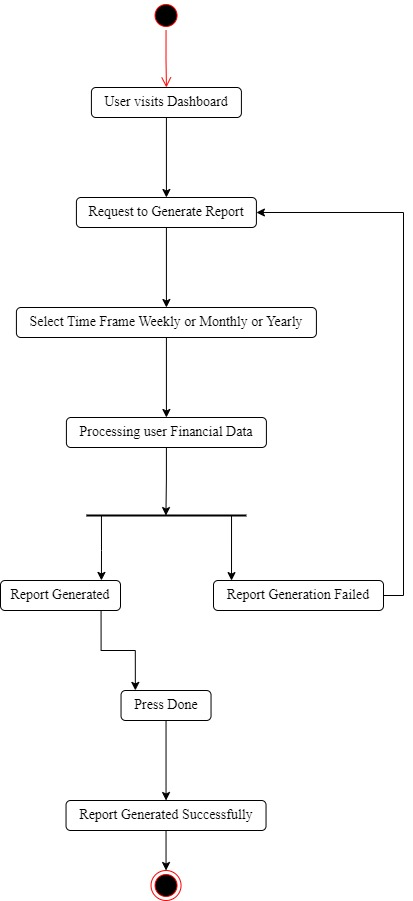 User visits Dashboard
Request to Generate Report
Select Time Frame Weekly or Monthly or Yearly
Processing user Financial Data
Report Generated
Report Generation Failed
Press Done
Report Generated Successfully